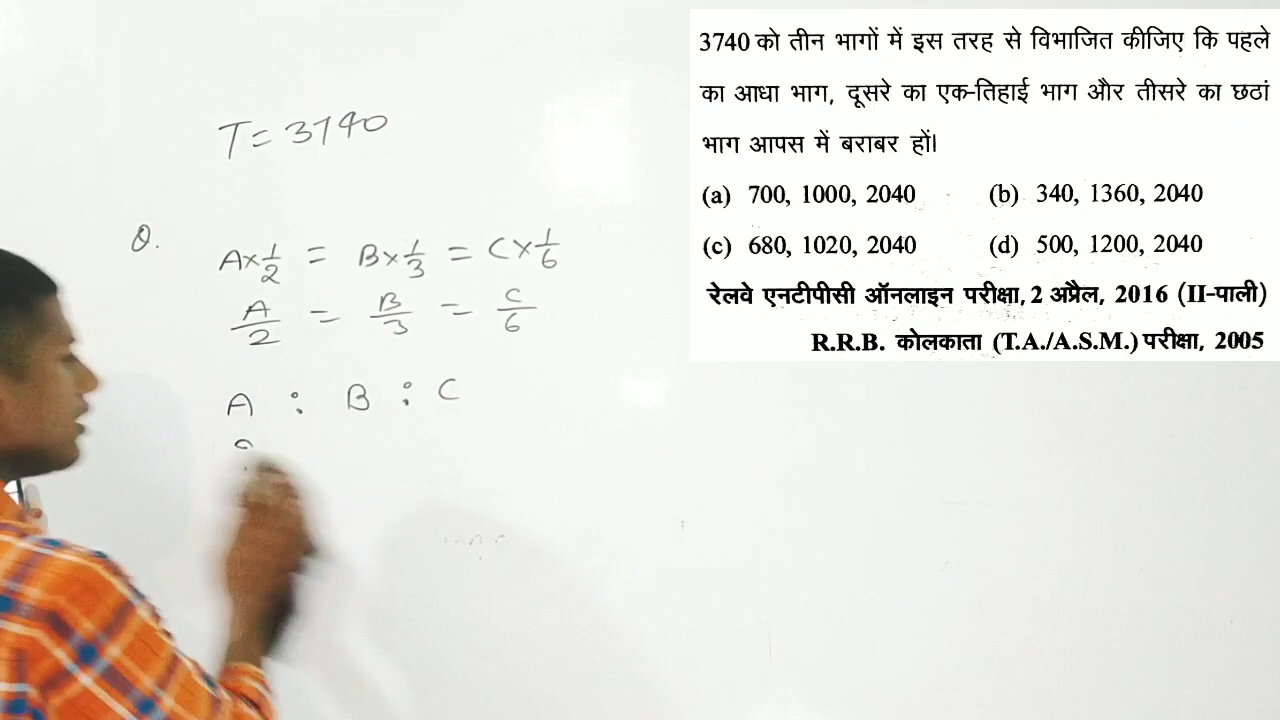 3740 को तीन भागों में इस तरह से विभाजित कीजिए कि पहले
का आधा भाग, दूसरे का एक-तिहाई भाग और तीसरे का छठां
भाग आपस में बराबर हों।
(a) 700, 1000, 2040 (b) 340, 1360, 2040
(c) 680, 1020, 2040 (d) 500, 1200, 2040
रेलवे एनटीपीसी ऑनलाइन परीक्षा, 2 अप्रैल, 2016 (II-पाली)
R.R.B. कोलकाता (T.A./A.S.M.) परीक्षा, 2005
T = 3740
Q.
A×1/2 = B×1/3 = C×1/6
A/2 = B/3 = C/6
A : B : C